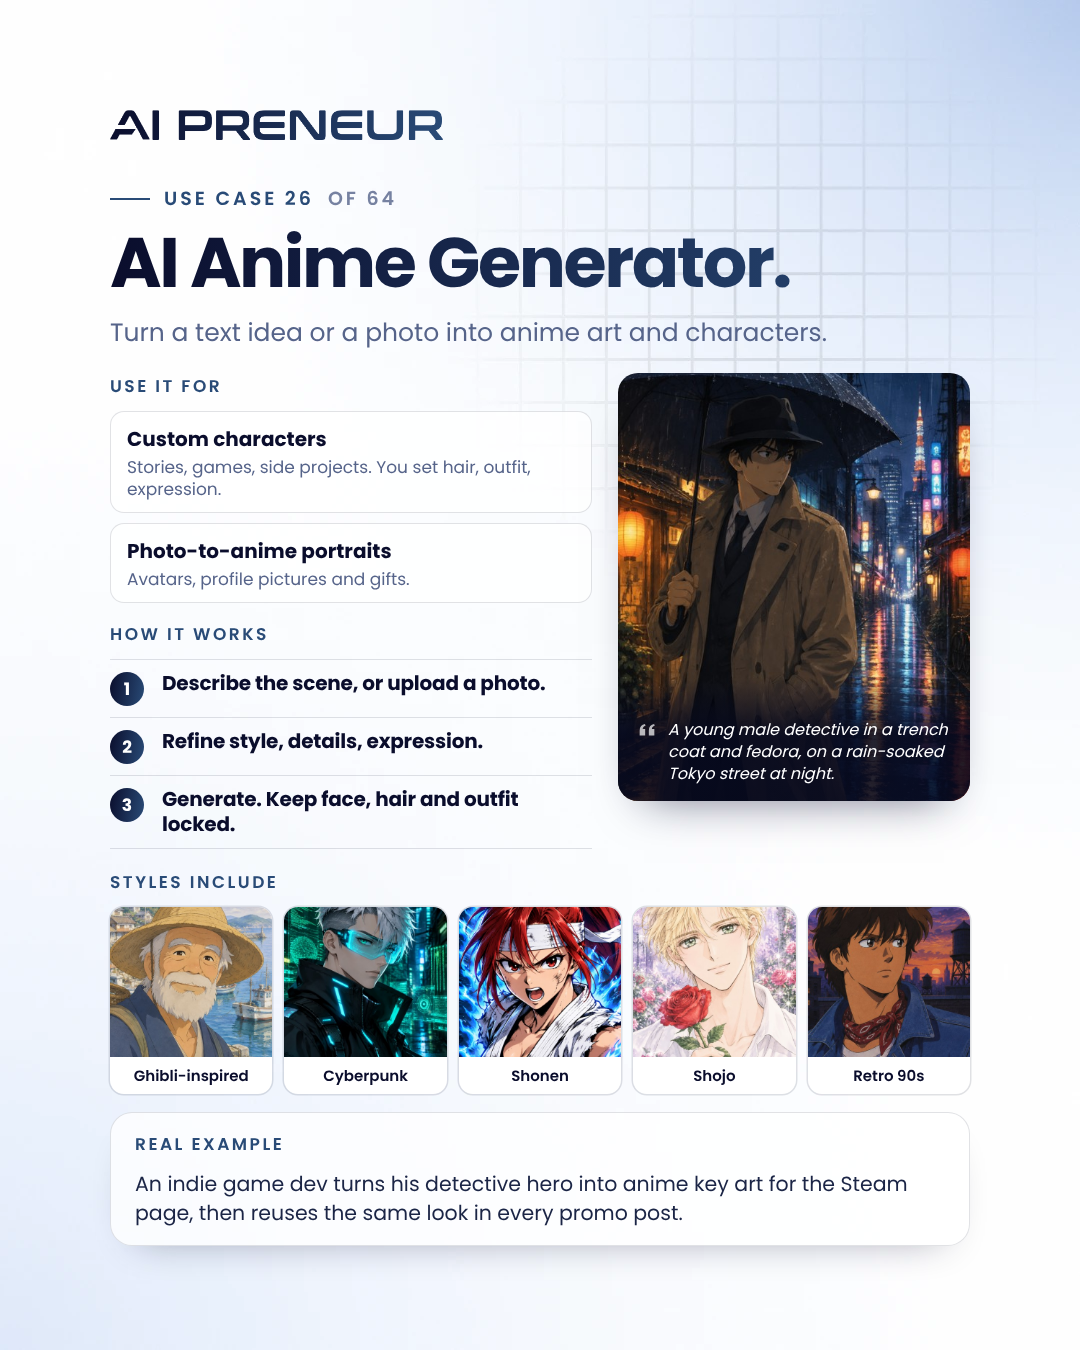 AI PRENEUR
USE CASE 26 OF 64
AI Anime Generator.
Turn a text idea or a photo into anime art and characters.
USE IT FOR
Custom characters
Stories, games, side projects. You set hair, outfit,
expression.
Photo-to-anime portraits
Avatars, profile pictures and gifts.
HOW IT WORKS
1 Describe the scene, or upload a photo.
2 Refine style, details, expression.
3 Generate. Keep face, hair and outfit
locked.
“ A young male detective in a trench
coat and fedora, on a rain-soaked
Tokyo street at night.
STYLES INCLUDE
Ghibli-inspired
Cyberpunk
Shonen
Shojo
Retro 90s
REAL EXAMPLE
An indie game dev turns his detective hero into anime key art for the Steam
page, then reuses the same look in every promo post.